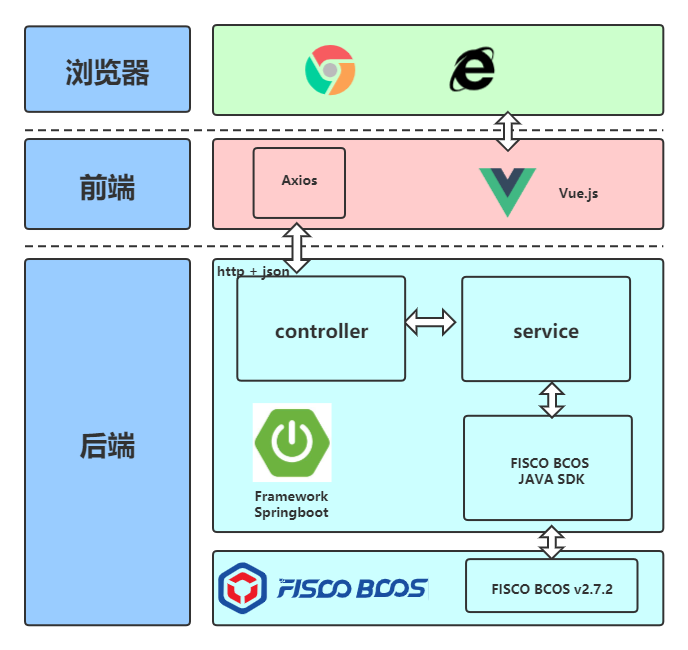 浏览器
前端
Axios
Vue.js
http + json
controller
service
后端
Framework
Springboot
FISCO BCOS
JAVA SDK
FISCO BCOS
FISCO BCOS v2.7.2